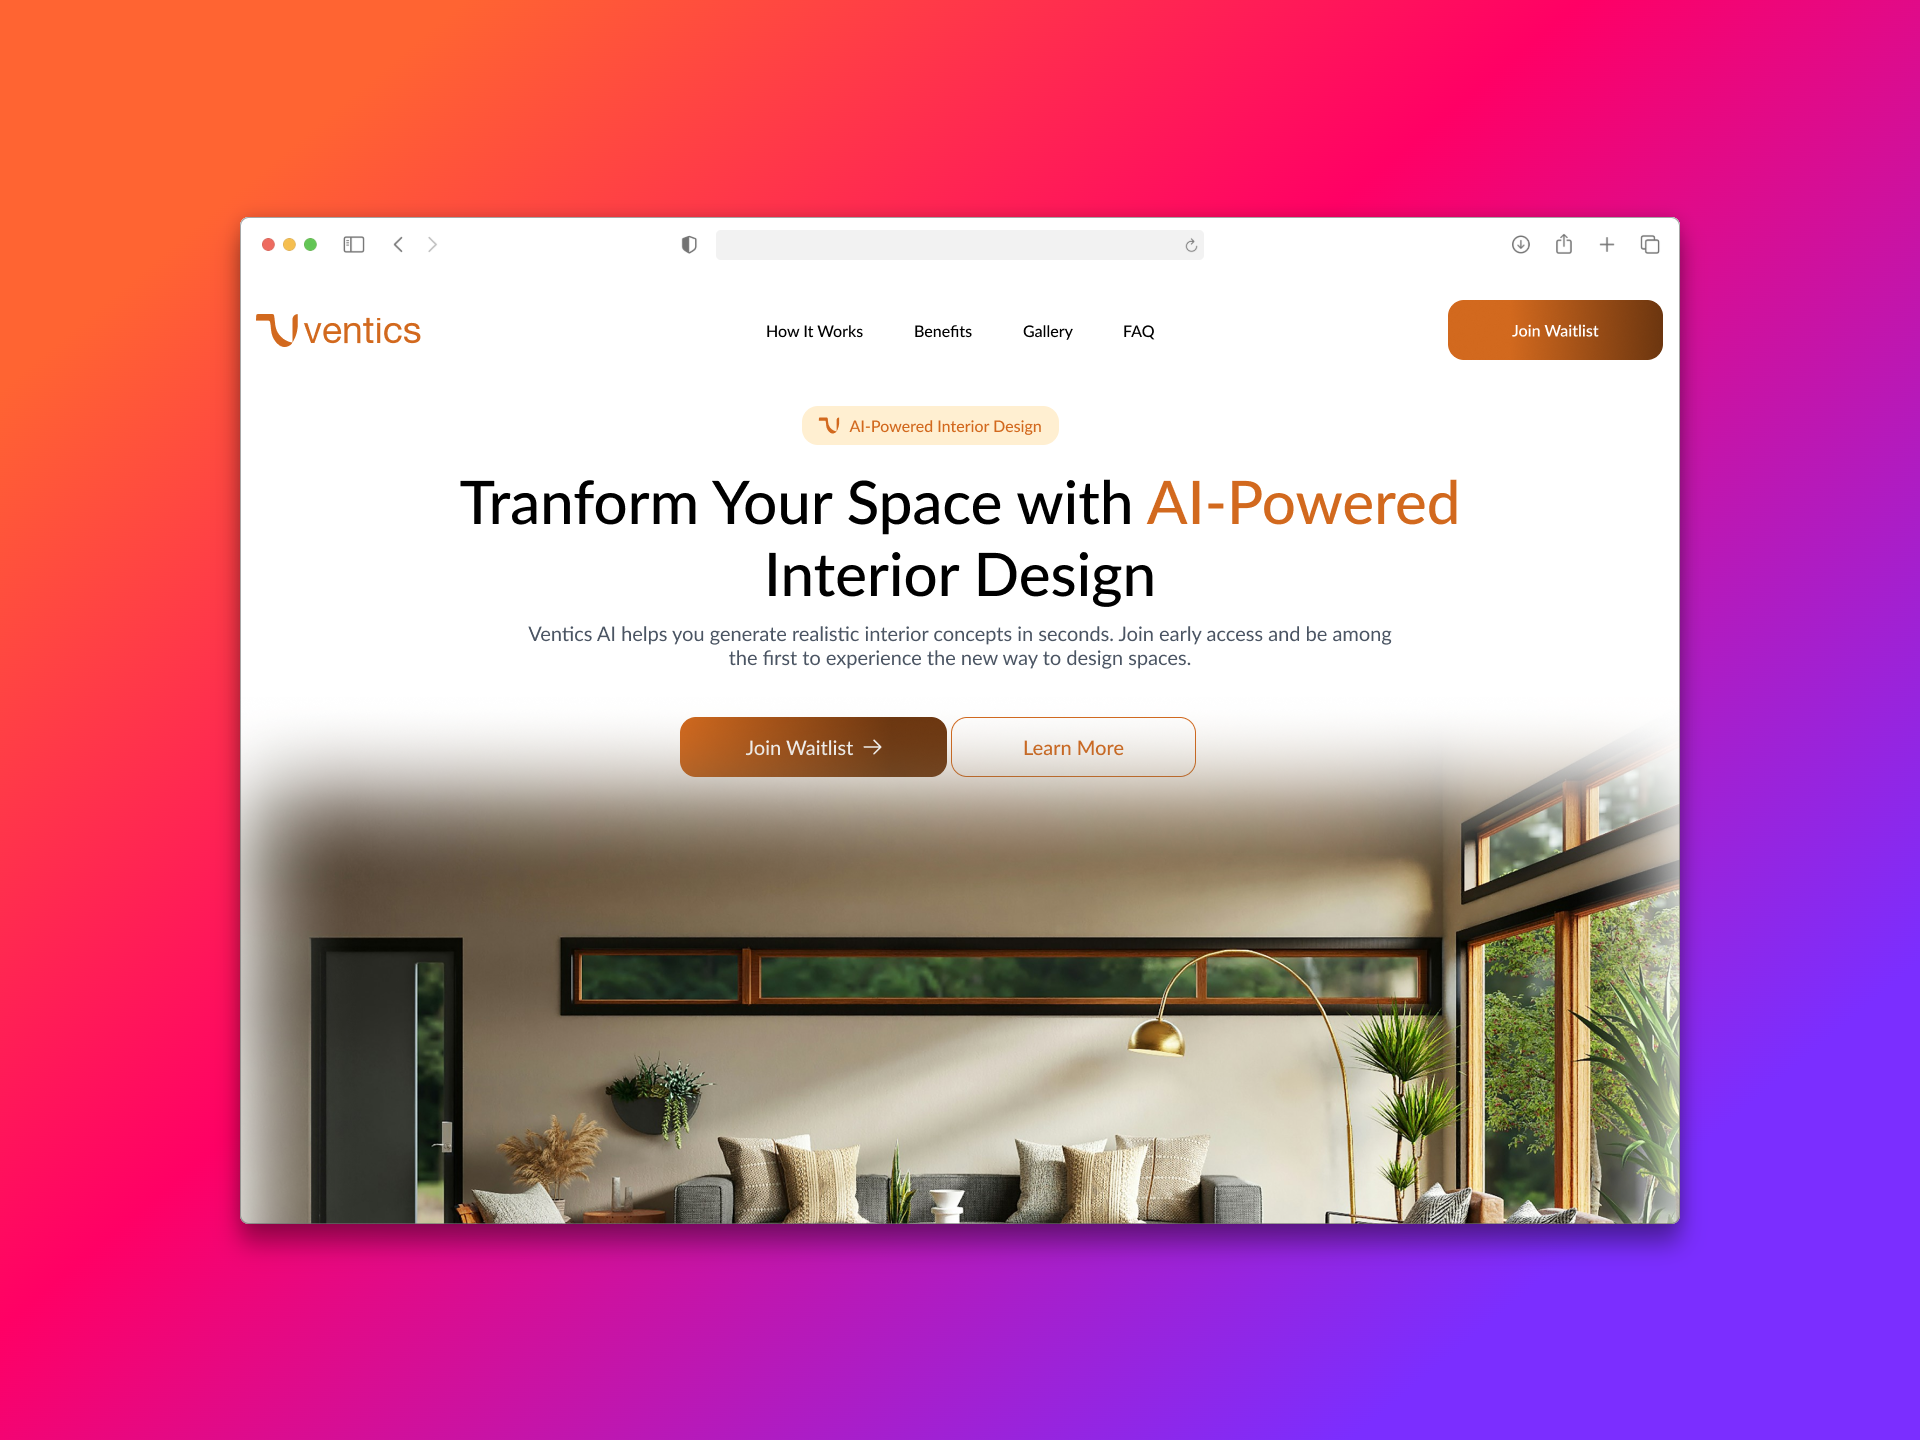 ventics
How It Works
Benefits
Gallery
FAQ
Join Waitlist
AI-Powered Interior Design
Tranform Your Space with AI-Powered
Interior Design
Ventics AI helps you generate realistic interior concepts in seconds. Join early access and be among
the first to experience the new way to design spaces.
Join Waitlist →
Learn More